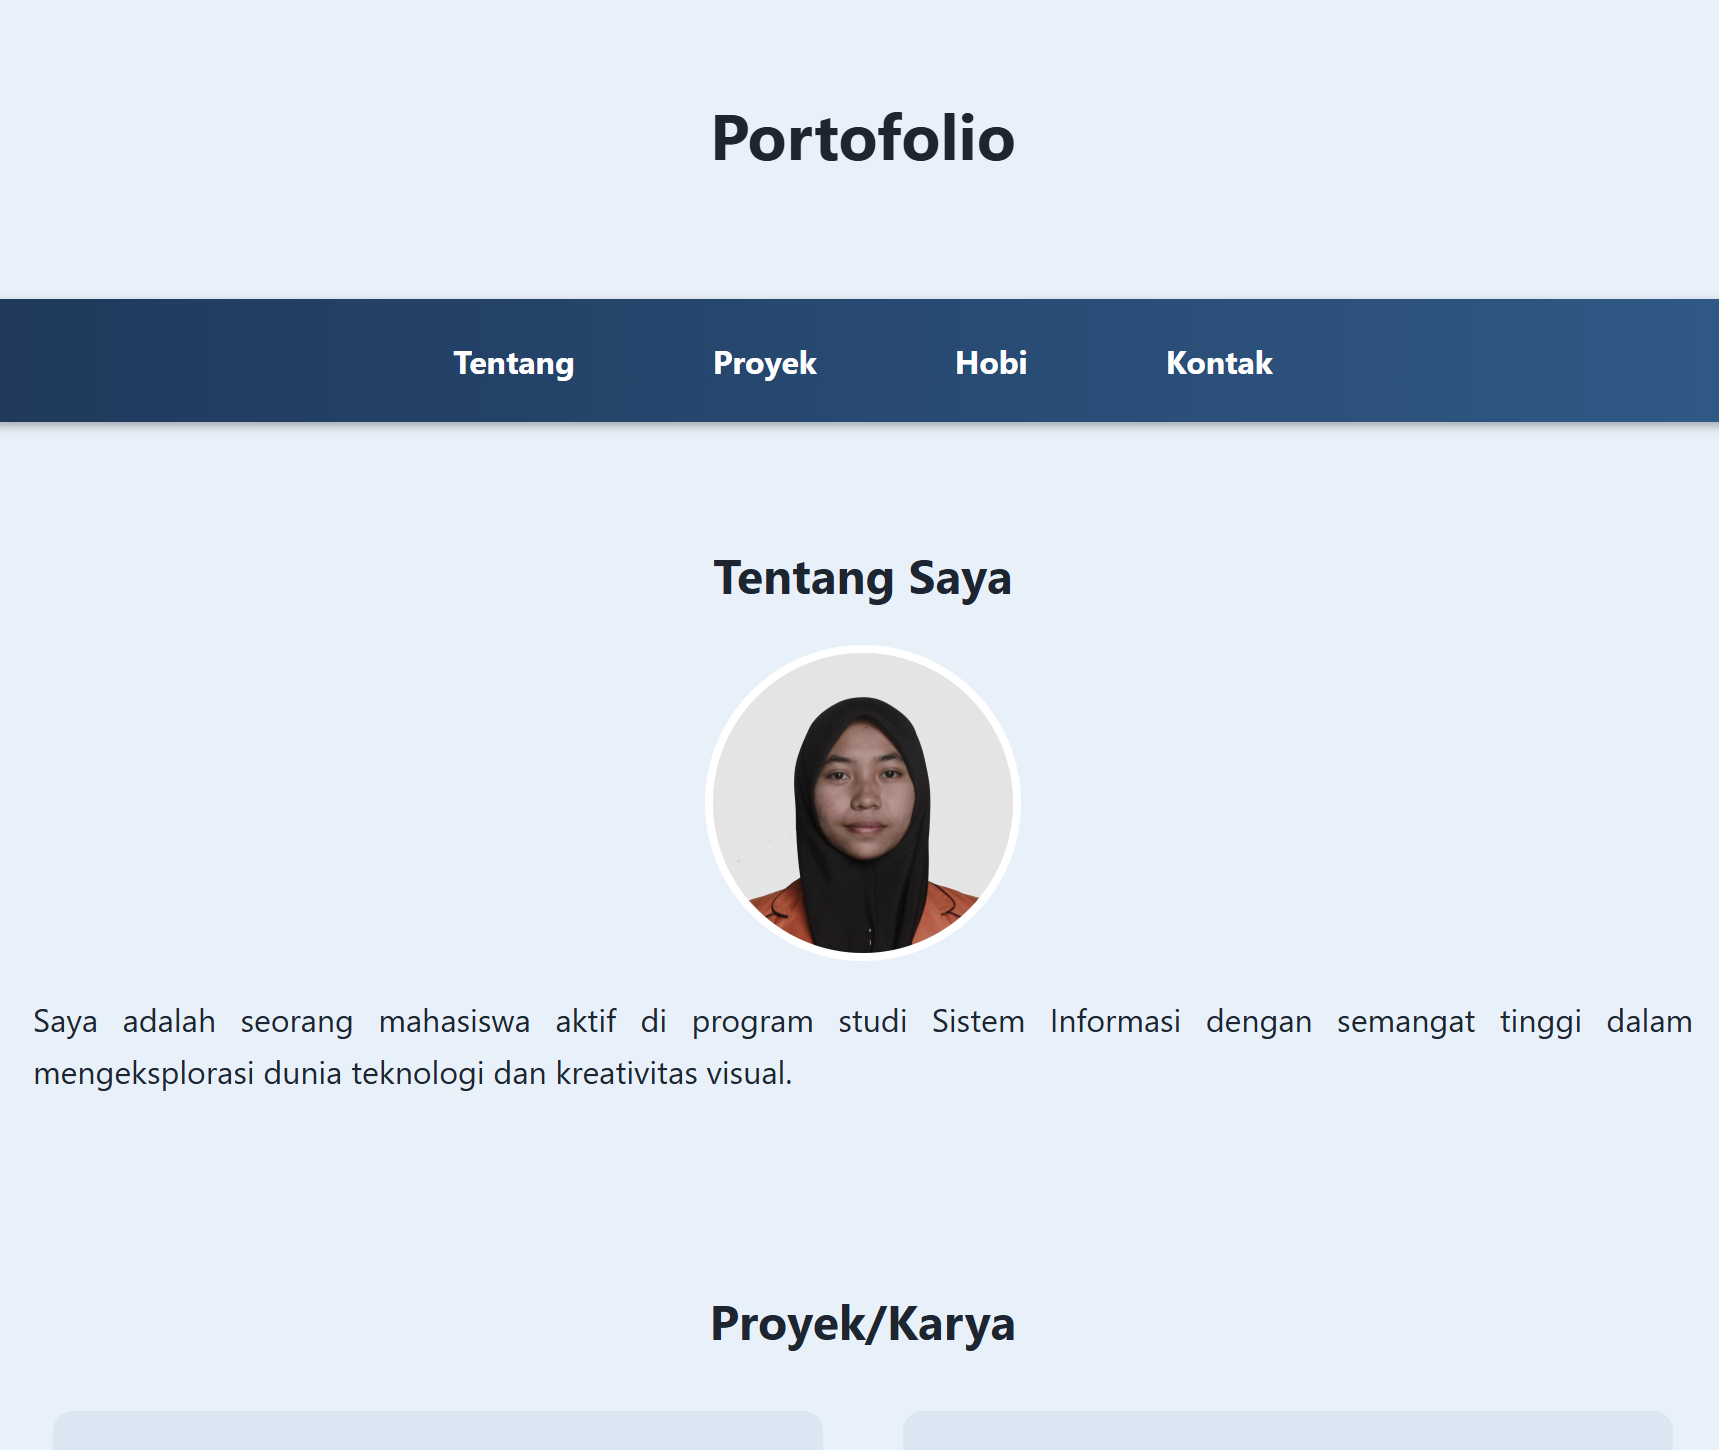 Portofolio
Tentang Proyek Hobi Kontak
Tentang Saya
Saya adalah seorang mahasiswa aktif di program studi Sistem Informasi dengan semangat tinggi dalam
mengeksplorasi dunia teknologi dan kreativitas visual.
Proyek/Karya